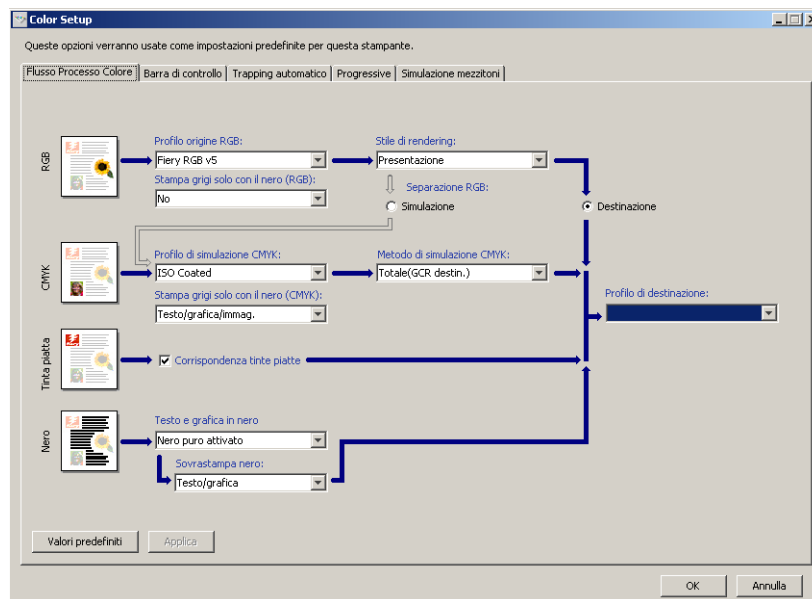 Color Setup
Queste opzioni verranno usate come impostazioni predefinite per questa stampante.
Flusso Processo Colore
Barra di controllo
Trapping automatico
Progressive
Simulazione mezzitoni
RGB
Profilo origine RGB:
Fiery RGB v5
Stile di rendering:
Presentazione
Stampa grigi solo con il nero (RGB):
No
Separazione RGB:
Simulazione
Destinazione
CMYK
Profilo di simulazione CMYK:
ISO Coated
Metodo di simulazione CMYK:
Totale(GCR destin.)
Stampa grigi solo con il nero (CMYK):
Testo/grafica/immag.
Profilo di destinazione:
Tinta piatta
Corrispondenza tinte piatte
Nero
Testo e grafica in nero
Nero puro attivato
Sovrastampa nero:
Testo/grafica
Valori predefiniti
Applica
OK
Annulla